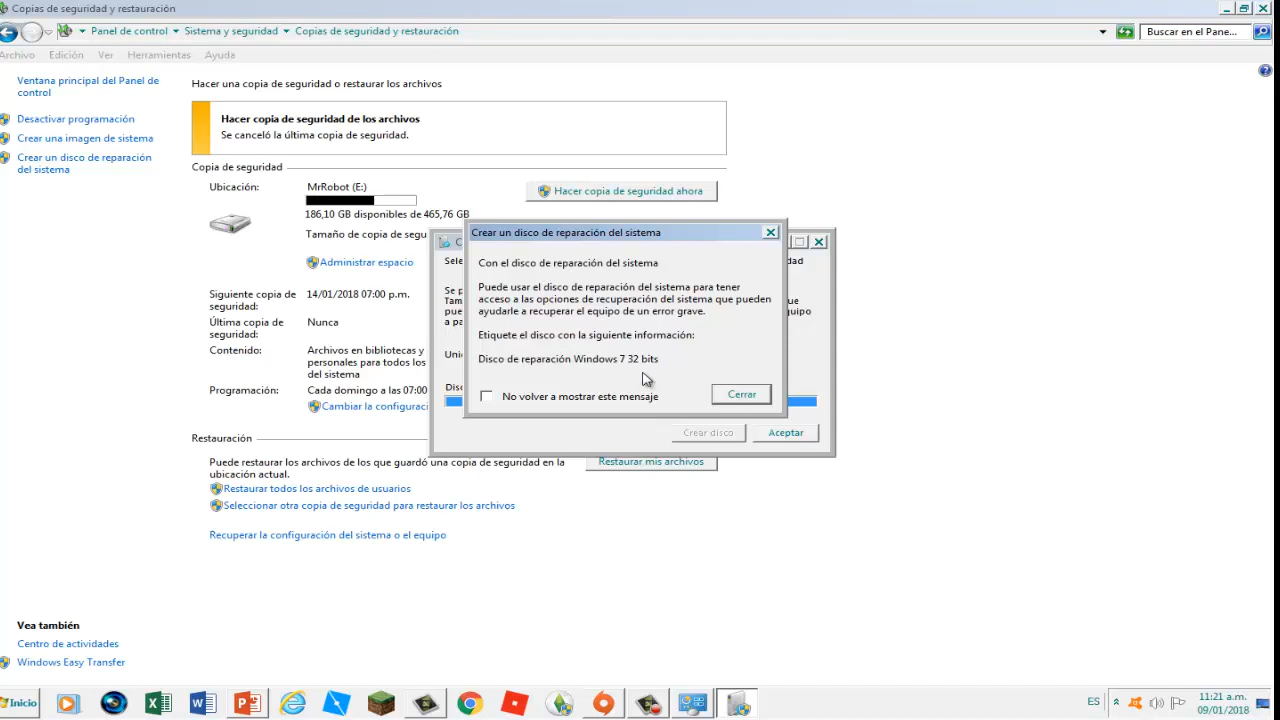 Copias de seguridad y restauración
Panel de control Sistema y seguridad Copias de seguridad y restauración
Buscar en el Pane...
Archivo Edición Ver Herramientas Ayuda
Ventana principal del Panel de
control
Desactivar programación
Crear una imagen de sistema
Crear un disco de reparación
del sistema
Hacer una copia de seguridad o restaurar los archivos
Hacer copia de seguridad de los archivos
Se canceló la última copia de seguridad.
Copia de seguridad
Ubicación:
MrRobot (E:)
Hacer copia de seguridad ahora
186,10 GB disponibles de 465,76 GB
Tamaño de copia de segu
Administrar espacio
Siguiente copia de
seguridad:
14/01/2018 07:00 p.m.
Última copia de
seguridad:
Nunca
Contenido:
Archivos en bibliotecas y
personales para todos los
del sistema
Programación:
Cada domingo a las 07:00
Cambiar la configuraci
Crear un disco de reparación del sistema
Con el disco de reparación del sistema
Puede usar el disco de reparación del sistema para tener
acceso a las opciones de recuperación del sistema que pueden
ayudarle a recuperar el equipo de un error grave.
Etiquete el disco con la siguiente información:
Disco de reparación Windows 7 32 bits
No volver a mostrar este mensaje
Cerrar
Crear disco
Aceptar
Restauración
Puede restaurar los archivos de los que guardó una copia de seguridad en la
ubicación actual.
Restaurar mis archivos
Restaurar todos los archivos de usuarios
Seleccionar otra copia de seguridad para restaurar los archivos
Recuperar la configuración del sistema o el equipo
Vea también
Centro de actividades
Windows Easy Transfer
Inicio
ES
11:21 a.m.
09/01/2018